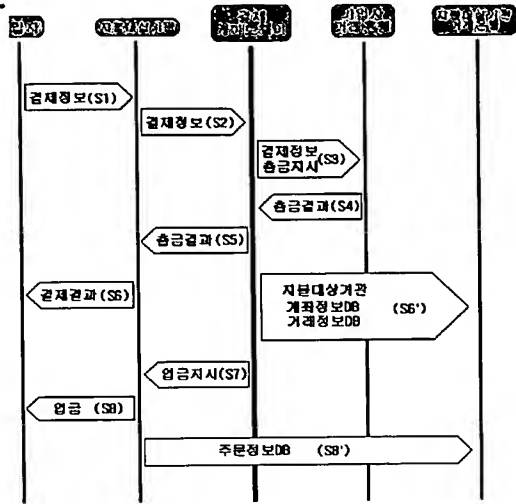 결제정보(S1)
결제정보(S2)
결제정보
출금지시(S3)
출금결과(S4)
출금결과(S5)
결제결과(S6)
지불대상기관
계좌정보DB (S6')
거래정보DB
입금지시(S7)
입금 (S8)
주문정보DB (S8')